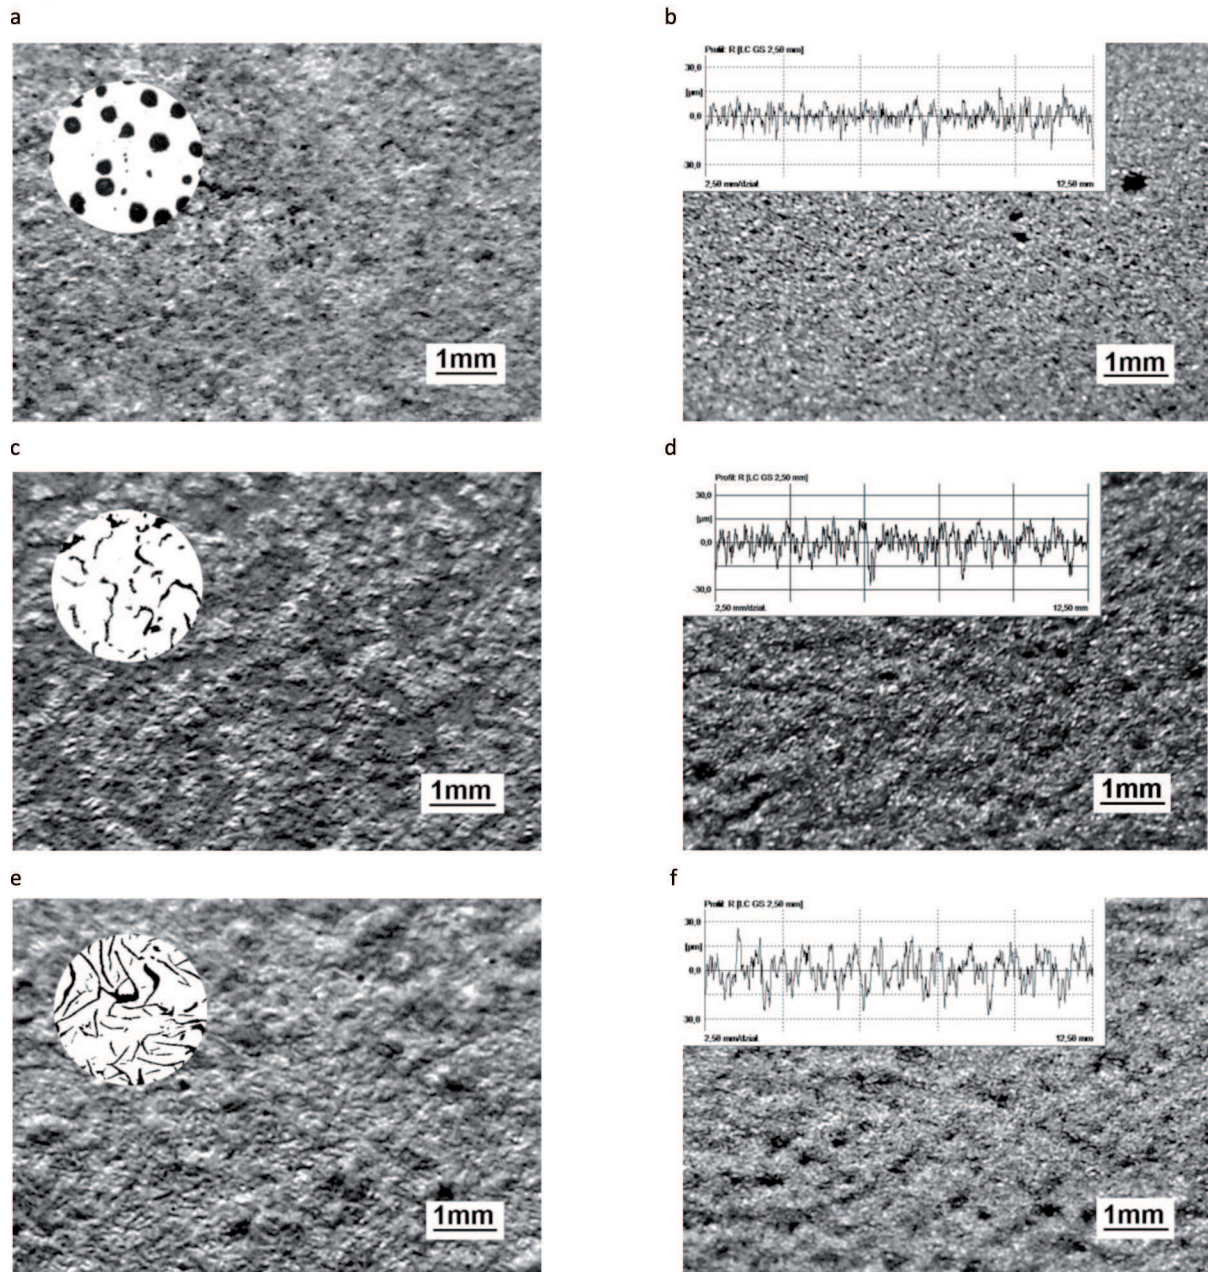 a
b
Profil: R [LC GS 2,50 mm]
30,0
[µm]
0,0
30,0
2,50 mm/dział.
12,50 mm
1mm
1mm
c
d
Profil: R [LC GS 2,50 mm]
30,0
[µm]
0,0
-30,0
2,50 mm/dział.
12,50 mm
1mm
1mm
e
f
Profil: R [LC GS 2,50 mm]
30,0
[µm]
0,0
30,0
2,50 mm/dział.
12,50 mm
1mm
1mm